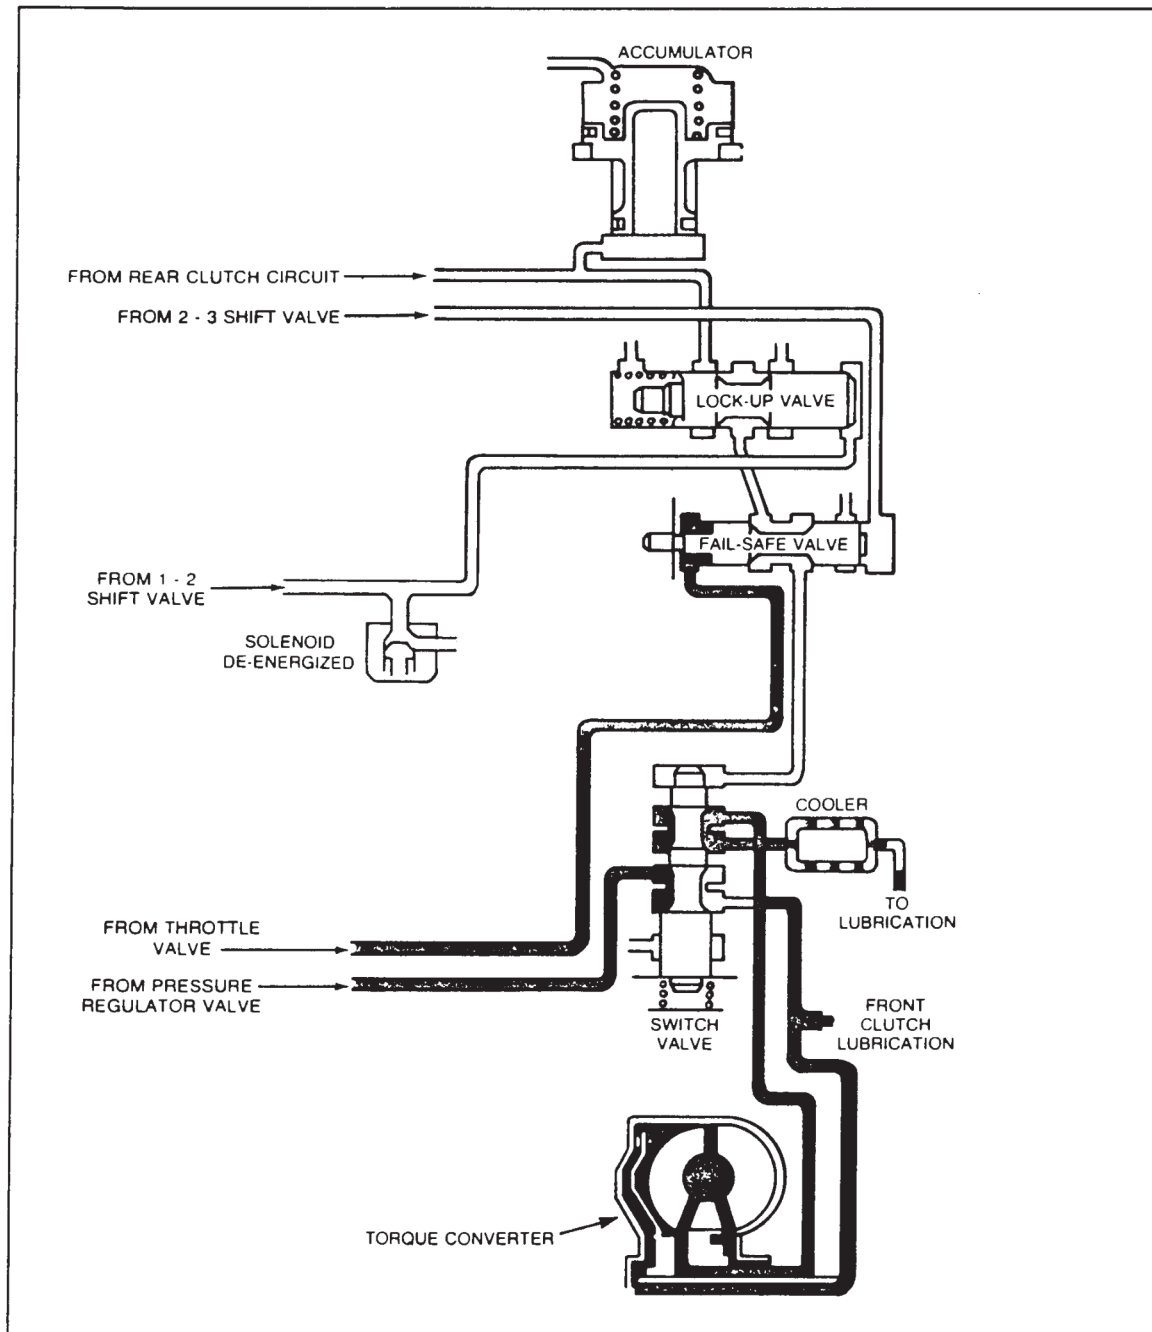 ACCUMULATOR
FROM REAR CLUTCH CIRCUIT
FROM 2 - 3 SHIFT VALVE
LOCK-UP VALVE
FAIL-SAFE VALVE
FROM 1 - 2
SHIFT VALVE
SOLENOID
DE-ENERGIZED
COOLER
TO
LUBRICATION
FROM THROTTLE
VALVE
FROM PRESSURE
REGULATOR VALVE
SWITCH
VALVE
FRONT
CLUTCH
LUBRICATION
TORQUE CONVERTER